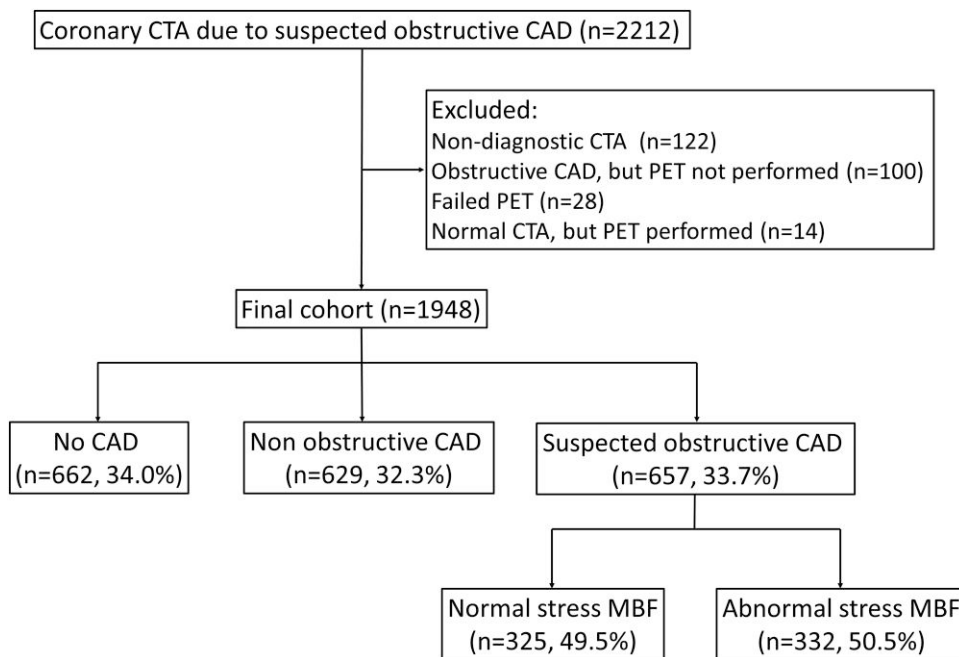 Coronary CTA due to suspected obstructive CAD (n=2212)
Excluded:
Non-diagnostic CTA (n=122)
Obstructive CAD, but PET not performed (n=100)
Failed PET (n=28)
Normal CTA, but PET performed (n=14)
Final cohort (n=1948)
No CAD
(n=662, 34.0%)
Non obstructive CAD
(n=629, 32.3%)
Suspected obstructive CAD
(n=657, 33.7%)
Normal stress MBF
(n=325, 49.5%)
Abnormal stress MBF
(n=332, 50.5%)